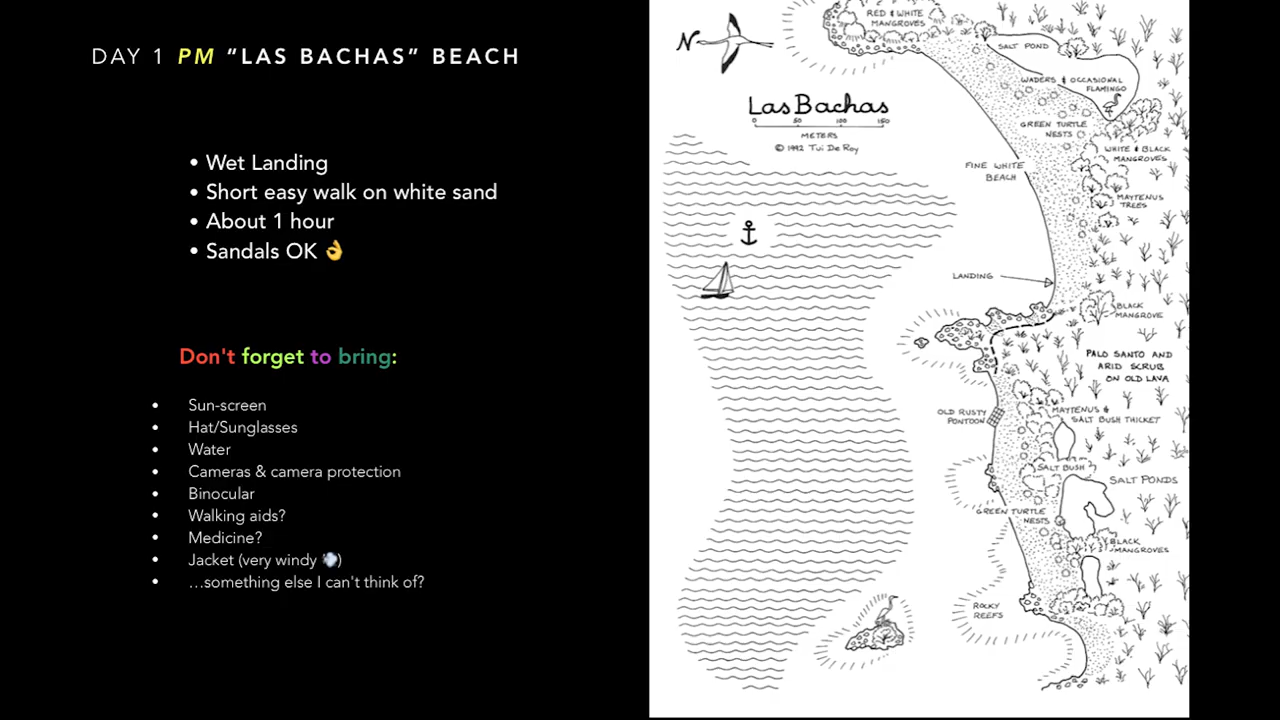 DAY 1 PM “LAS BACHAS” BEACH
• Wet Landing
• Short easy walk on white sand
• About 1 hour
• Sandals OK 👌
Don't forget to bring:
• Sun-screen
• Hat/Sunglasses
• Water
• Cameras & camera protection
• Binocular
• Walking aids?
• Medicine?
• Jacket (very windy 💨)
• ...something else I can't think of?
N
Las Bachas
0 50 100 150
METERS
© 1992 Tui De Roy
RED & WHITE
MANGROVES
SALT POND
WADERS & OCCASIONAL
FLAMINGO
GREEN TURTLE
NESTS
WHITE & BLACK
MANGROVES
FINE WHITE
BEACH
MAYTENUS
TREES
LANDING
BLACK
MANGROVE
PALO SANTO AND
ARID SCRUB
ON OLD LAVA
OLD RUSTY
PONTOON
MAYTENUS &
SALT BUSH THICKET
SALT BUSH
SALT PONDS
GREEN TURTLE
NESTS
BLACK
MANGROVES
ROCKY
REEFS